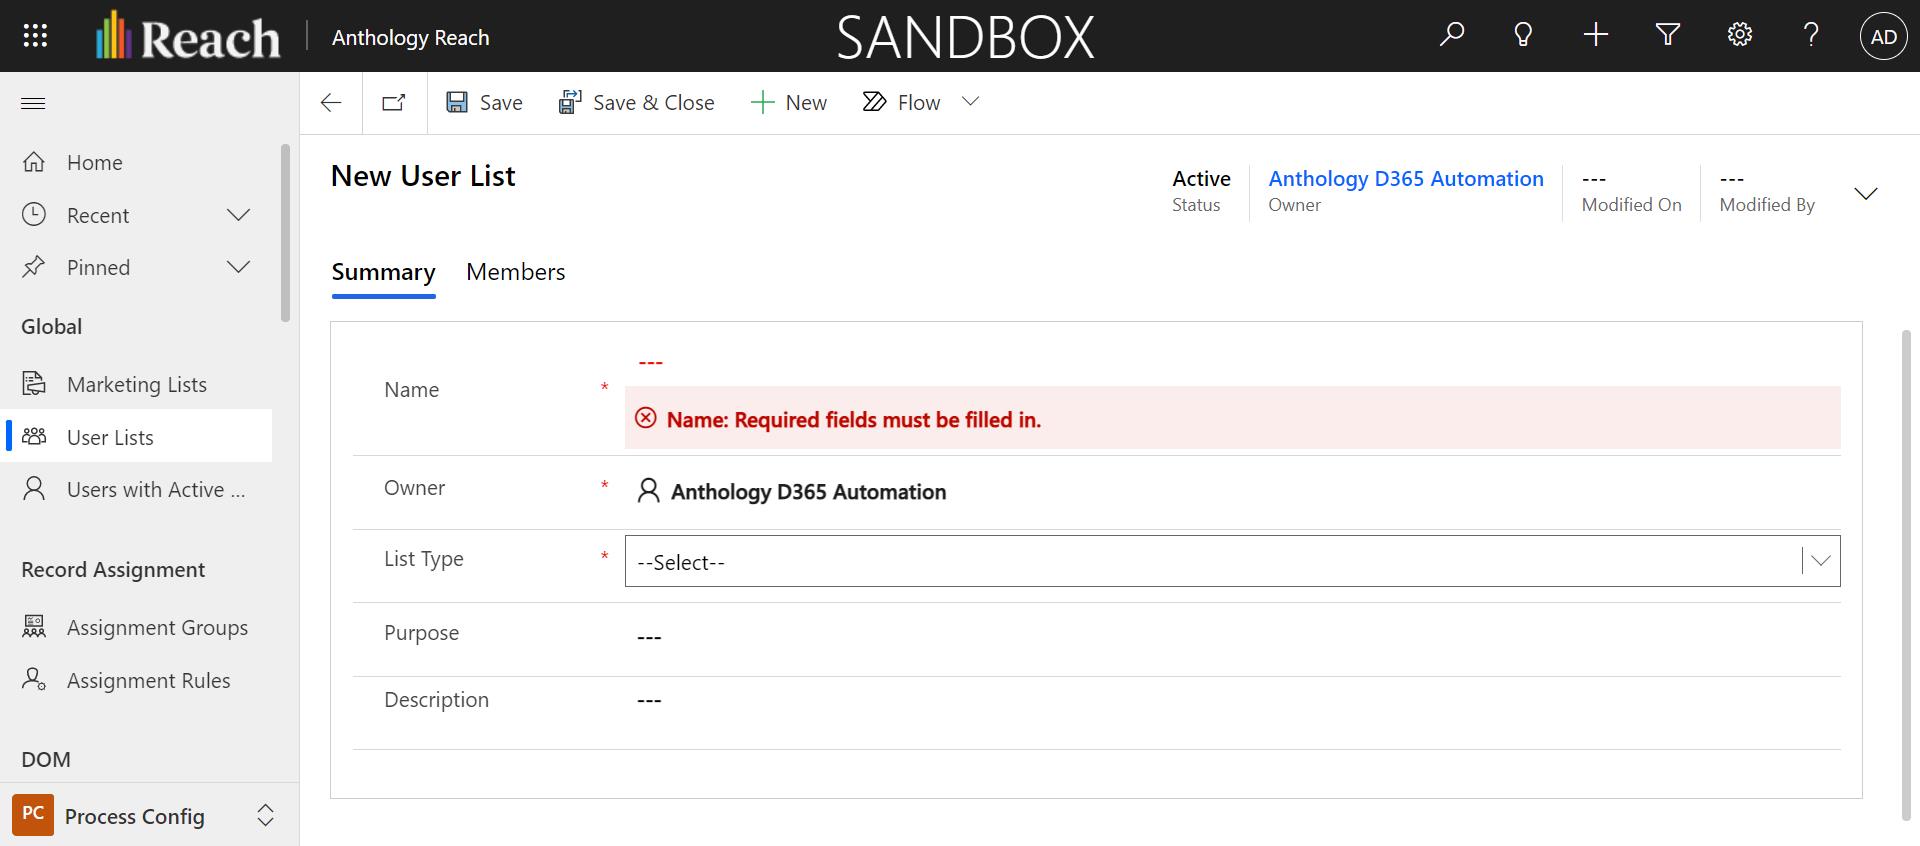 Reach
Anthology Reach
SANDBOX
AD
Save
Save & Close
New
Flow
Home
Recent
Pinned
Global
Marketing Lists
User Lists
Users with Active ...
Record Assignment
Assignment Groups
Assignment Rules
DOM
PC
Process Config
New User List
Active
Status
Anthology D365 Automation
Owner
---
Modified On
---
Modified By
Summary
Members
Name
*
---
Name: Required fields must be filled in.
Owner
*
Anthology D365 Automation
List Type
*
--Select--
Purpose
---
Description
---